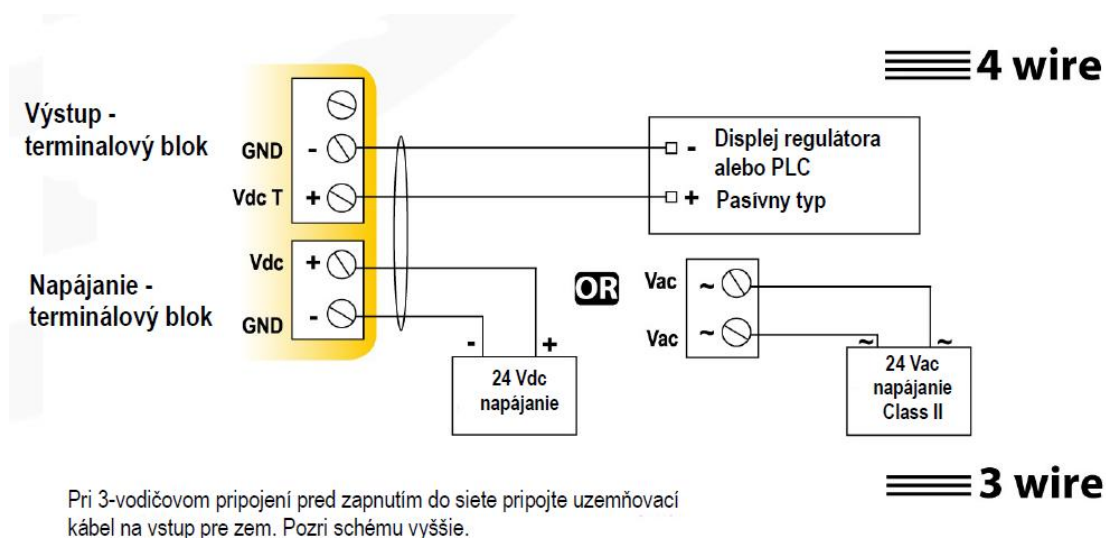 4 wire
Výstup -
terminalový blok
GND -
Vdc T +
- Displej regulátora
alebo PLC
+ Pasívny typ
Napájanie -
terminálový blok
Vdc +
GND -
- +
24 Vdc
napájanie
OR
Vac ~
Vac ~
~ ~
24 Vac
napájanie
Class II
3 wire
Pri 3-vodičovom pripojení pred zapnutím do siete pripojte uzemňovací
kábel na vstup pre zem. Pozri schému vyššie.